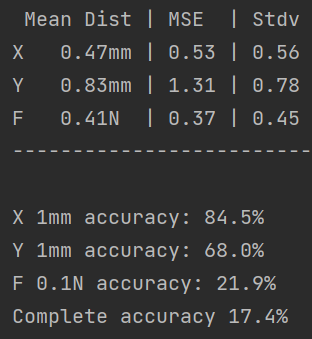 Mean Dist | MSE | Stdv
X 0.47mm | 0.53 | 0.56
Y 0.83mm | 1.31 | 0.78
F 0.41N | 0.37 | 0.45
--------------------------
X 1mm accuracy: 84.5%
Y 1mm accuracy: 68.0%
F 0.1N accuracy: 21.9%
Complete accuracy 17.4%